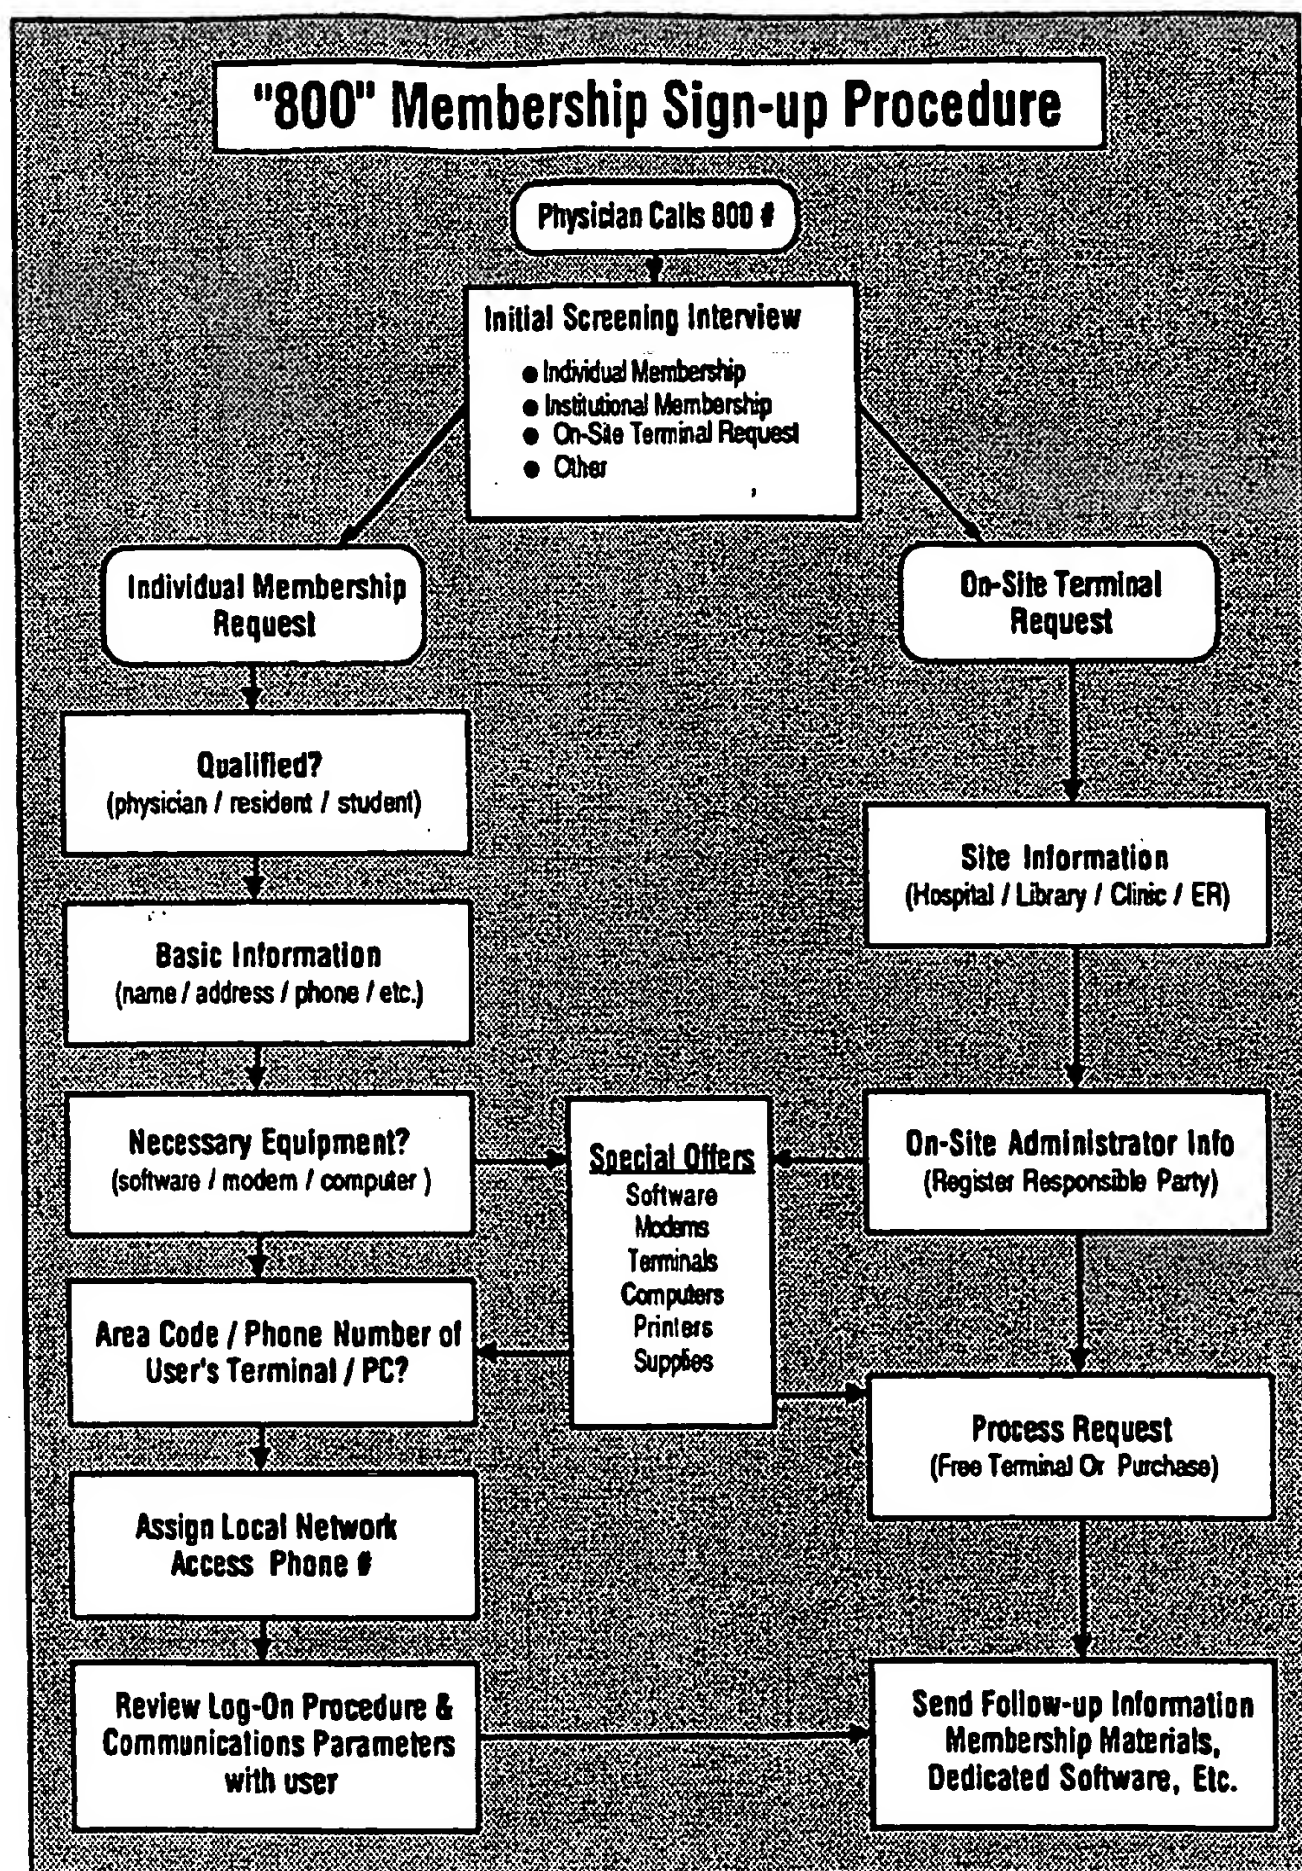 "800" Membership Sign-up Procedure
Physician Calls 800 #
Initial Screening Interview
● Individual Membership
● Institutional Membership
● On-Site Terminal Request
● Other
Individual Membership
Request
On-Site Terminal
Request
Qualified?
(physician / resident / student)
Site Information
(Hospital / Library / Clinic / ER)
Basic Information
(name / address / phone / etc.)
Necessary Equipment?
(software / modem / computer )
Special Offers
Software
Modems
Terminals
Computers
Printers
Supplies
On-Site Administrator Info
(Register Responsible Party)
Area Code / Phone Number of
User's Terminal / PC?
Process Request
(Free Terminal Or Purchase)
Assign Local Network
Access Phone #
Review Log-On Procedure &
Communications Parameters
with user
Send Follow-up Information
Membership Materials,
Dedicated Software, Etc.